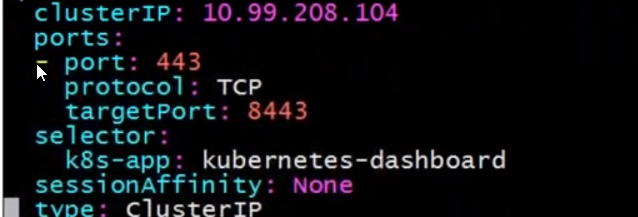 clusterIP: 10.99.208.104
ports:
- port: 443
protocol: TCP
targetPort: 8443
selector:
k8s-app: kubernetes-dashboard
sessionAffinity: None
type: ClusterIP